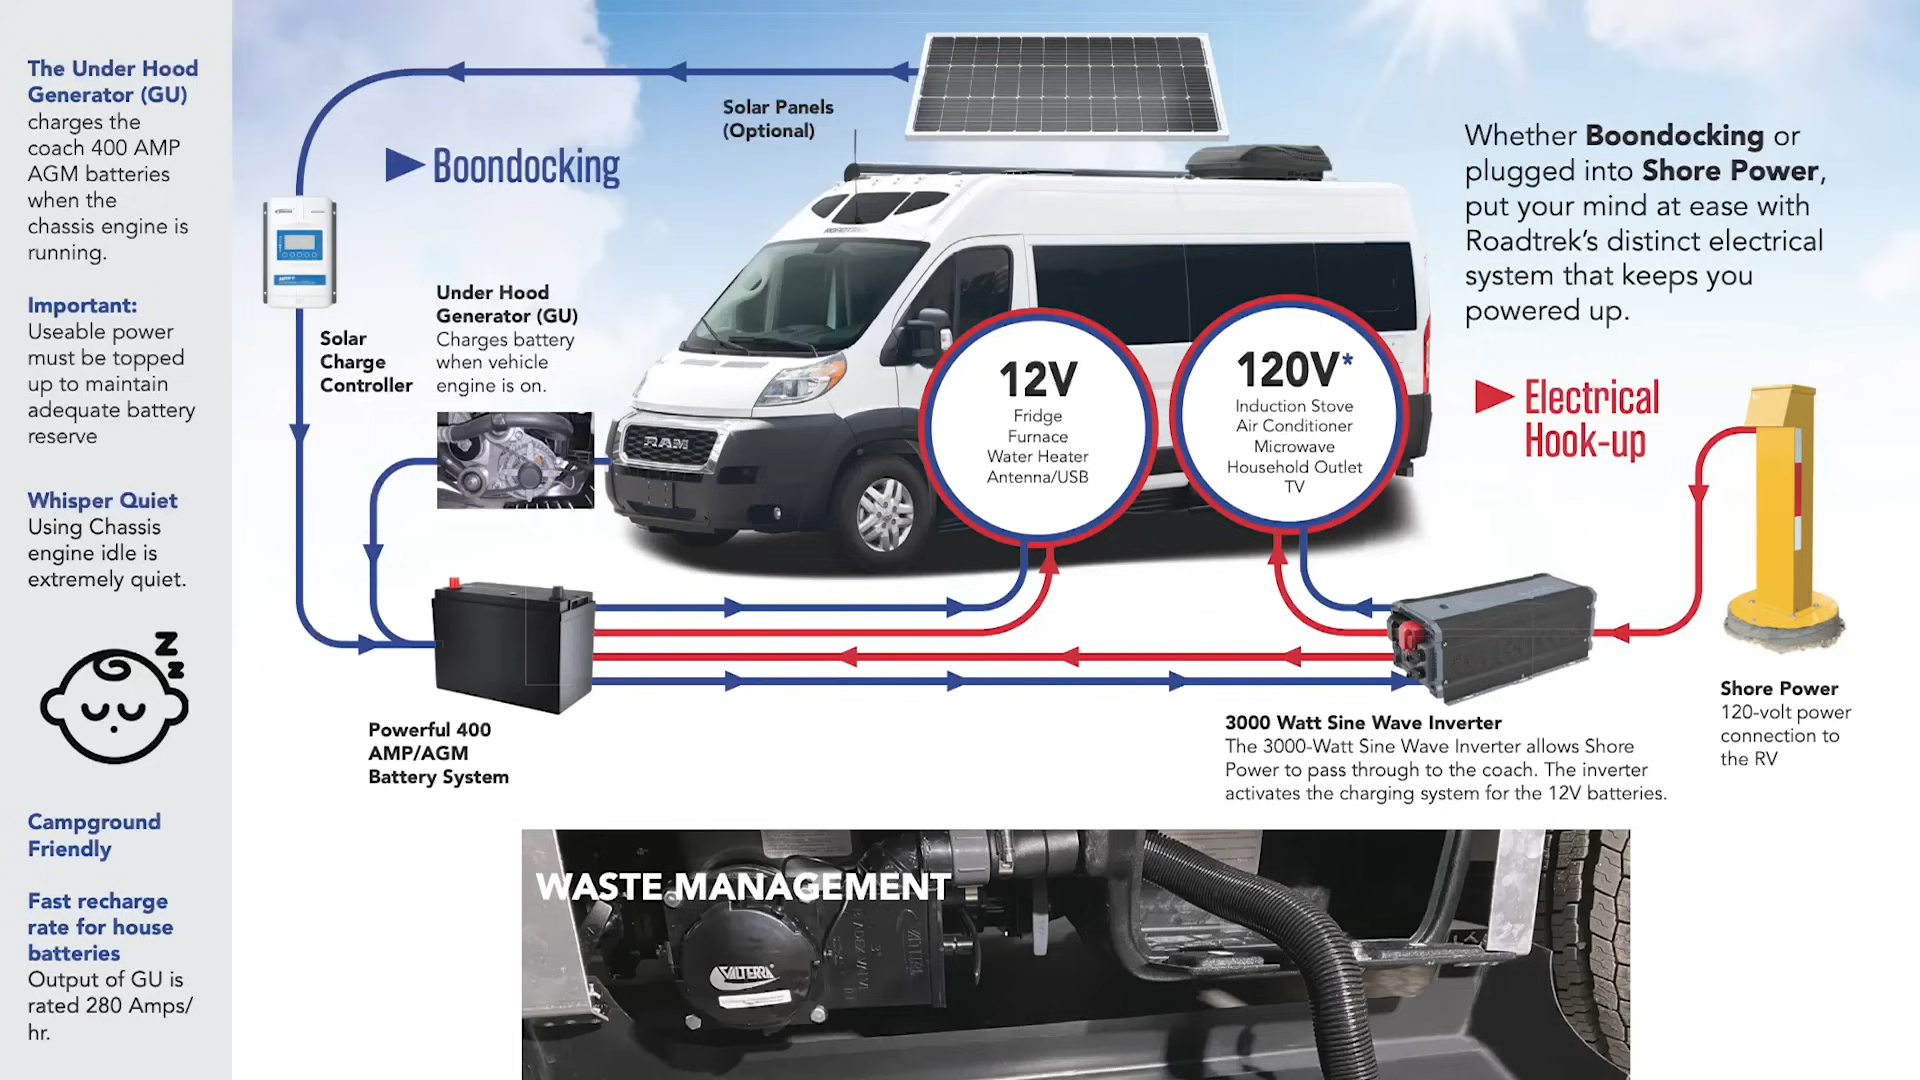 The Under Hood
Generator (GU)
charges the
coach 400 AMP
AGM batteries
when the
chassis engine is
running.
Important:
Useable power
must be topped
up to maintain
adequate battery
reserve
Whisper Quiet
Using Chassis
engine idle is
extremely quiet.
Z
Z
Z
Campground
Friendly
Fast recharge
rate for house
batteries
Output of GU is
rated 280 Amps/
hr.
Solar Panels
(Optional)
Boondocking
Solar
Charge
Controller
Under Hood
Generator (GU)
Charges battery
when vehicle
engine is on.
RAM
12V
Fridge
Furnace
Water Heater
Antenna/USB
120V*
Induction Stove
Air Conditioner
Microwave
Household Outlet
TV
Whether Boondocking or
plugged into Shore Power,
put your mind at ease with
Roadtrek's distinct electrical
system that keeps you
powered up.
Electrical
Hook-up
Powerful 400
AMP/AGM
Battery System
3000 Watt Sine Wave Inverter
The 3000-Watt Sine Wave Inverter allows Shore
Power to pass through to the coach. The inverter
activates the charging system for the 12V batteries.
Shore Power
120-volt power
connection to
the RV
WASTE MANAGEMENT
VALTERRA